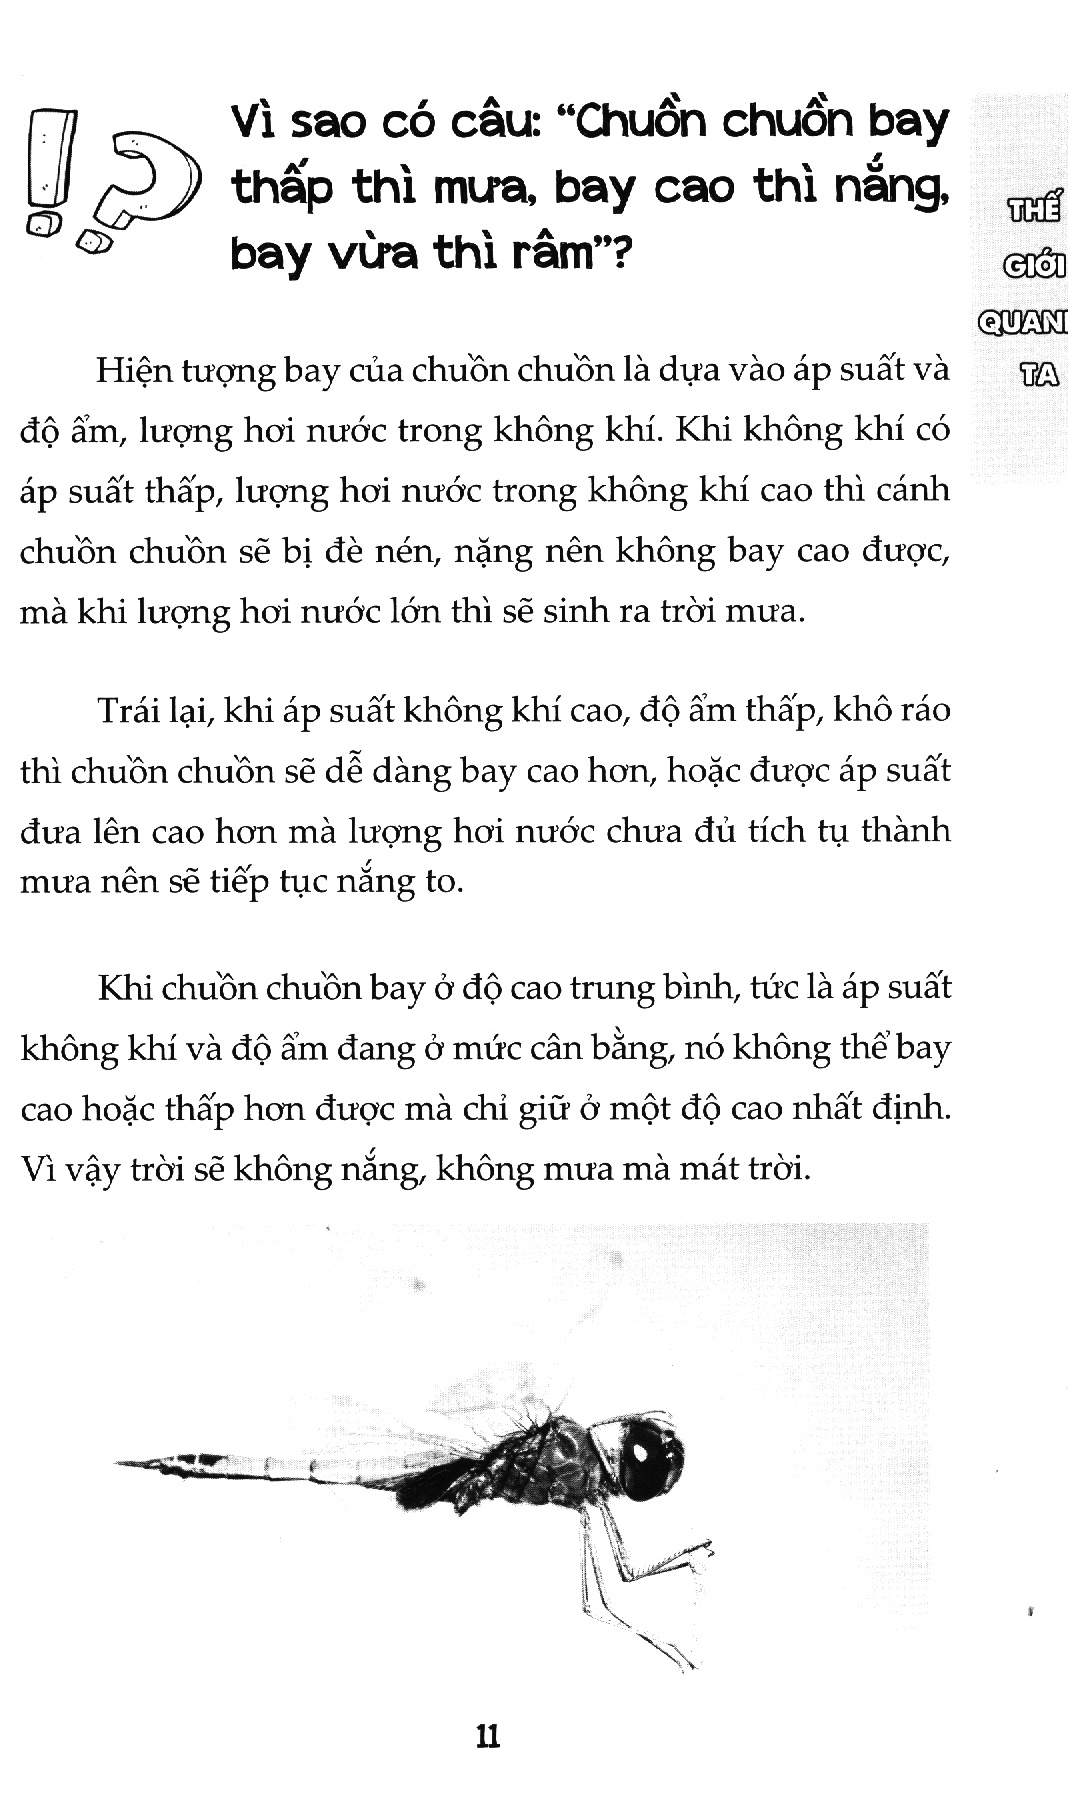 Vì sao có câu: “Chuồn chuồn bay
thấp thì mưa, bay cao thì nắng,
bay vừa thì râm”?
THẾ
GIỚI
QUANH
TA
Hiện tượng bay của chuồn chuồn là dựa vào áp suất và
độ ẩm, lượng hơi nước trong không khí. Khi không khí có
áp suất thấp, lượng hơi nước trong không khí cao thì cánh
chuồn chuồn sẽ bị đè nén, nặng nên không bay cao được,
mà khi lượng hơi nước lớn thì sẽ sinh ra trời mưa.
Trái lại, khi áp suất không khí cao, độ ẩm thấp, khô ráo
thì chuồn chuồn sẽ dễ dàng bay cao hơn, hoặc được áp suất
đưa lên cao hơn mà lượng hơi nước chưa đủ tích tụ thành
mưa nên sẽ tiếp tục nắng to.
Khi chuồn chuồn bay ở độ cao trung bình, tức là áp suất
không khí và độ ẩm đang ở mức cân bằng, nó không thể bay
cao hoặc thấp hơn được mà chỉ giữ ở một độ cao nhất định.
Vì vậy trời sẽ không nắng, không mưa mà mát trời.
11